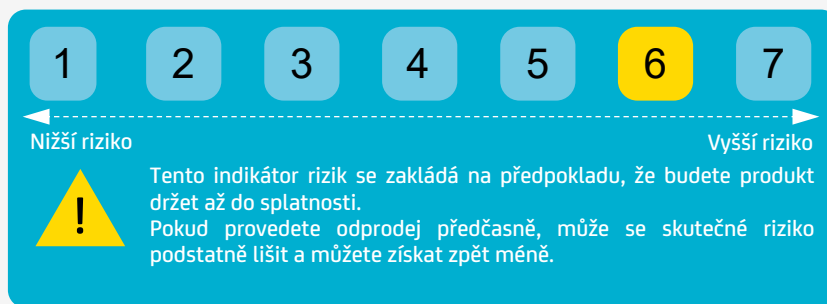 1 2 3 4 5 6 7
Nižší riziko Vyšší riziko
!
Tento indikátor rizik se zakládá na předpokladu, že budete produkt
držet až do splatnosti.
Pokud provedete odprodej předčasně, může se skutečné riziko
podstatně lišit a můžete získat zpět méně.